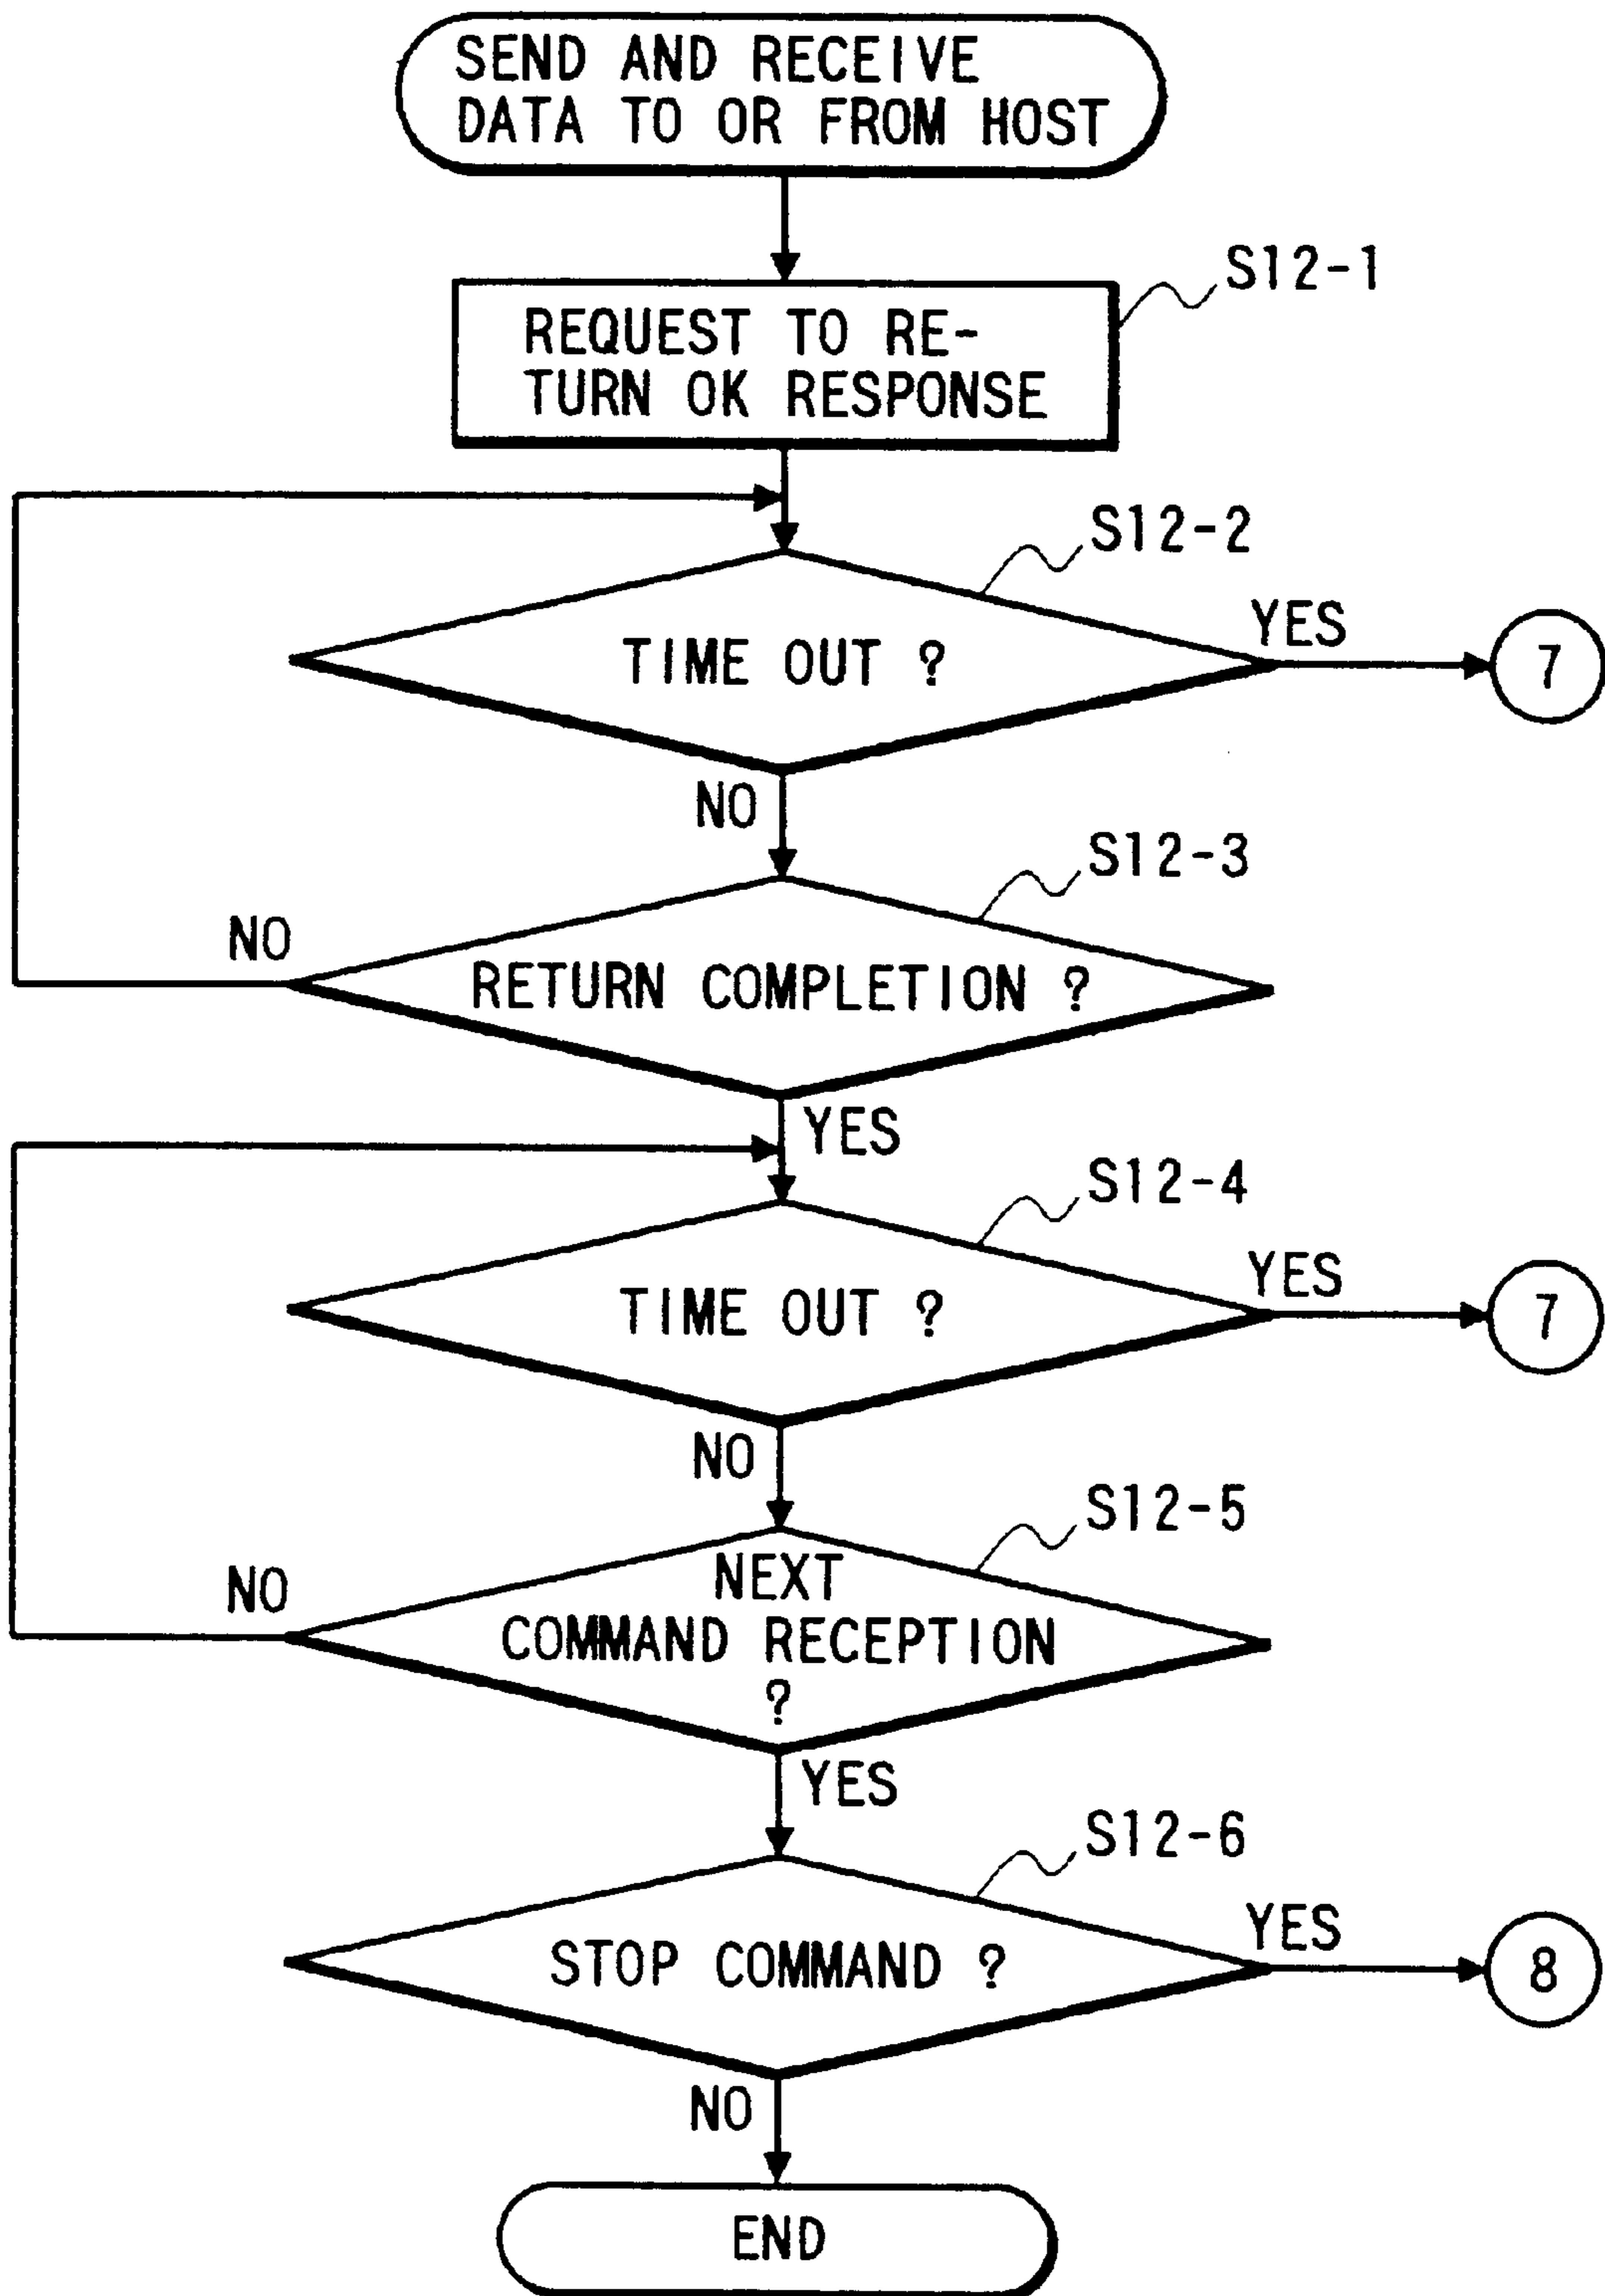 SEND AND RECEIVE
DATA TO OR FROM HOST
S12-1
REQUEST TO RE-
TURN OK RESPONSE
S12-2
TIME OUT ?
YES
7
NO
S12-3
NO
RETURN COMPLETION ?
YES
S12-4
TIME OUT ?
YES
7
NO
S12-5
NO
NEXT
COMMAND RECEPTION
?
YES
S12-6
STOP COMMAND ?
YES
8
NO
END